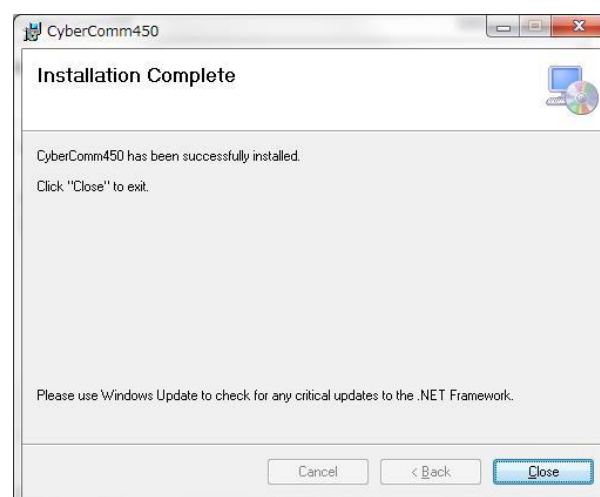 CyberComm450
Installation Complete
CyberComm450 has been successfully installed.
Click "Close" to exit.
Please use Windows Update to check for any critical updates to the .NET Framework.
Cancel
< Back
Close